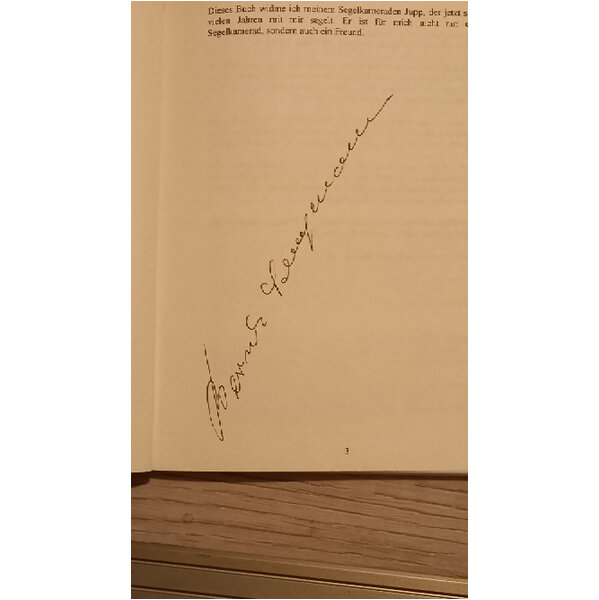 Dieses Buch widme ich meinem Segelkameraden Jupp, der jetzt s
vielen Jahren mit mir segelt. Er ist für mich nicht nur e
Segelkamerad, sondern auch ein Freund.
3